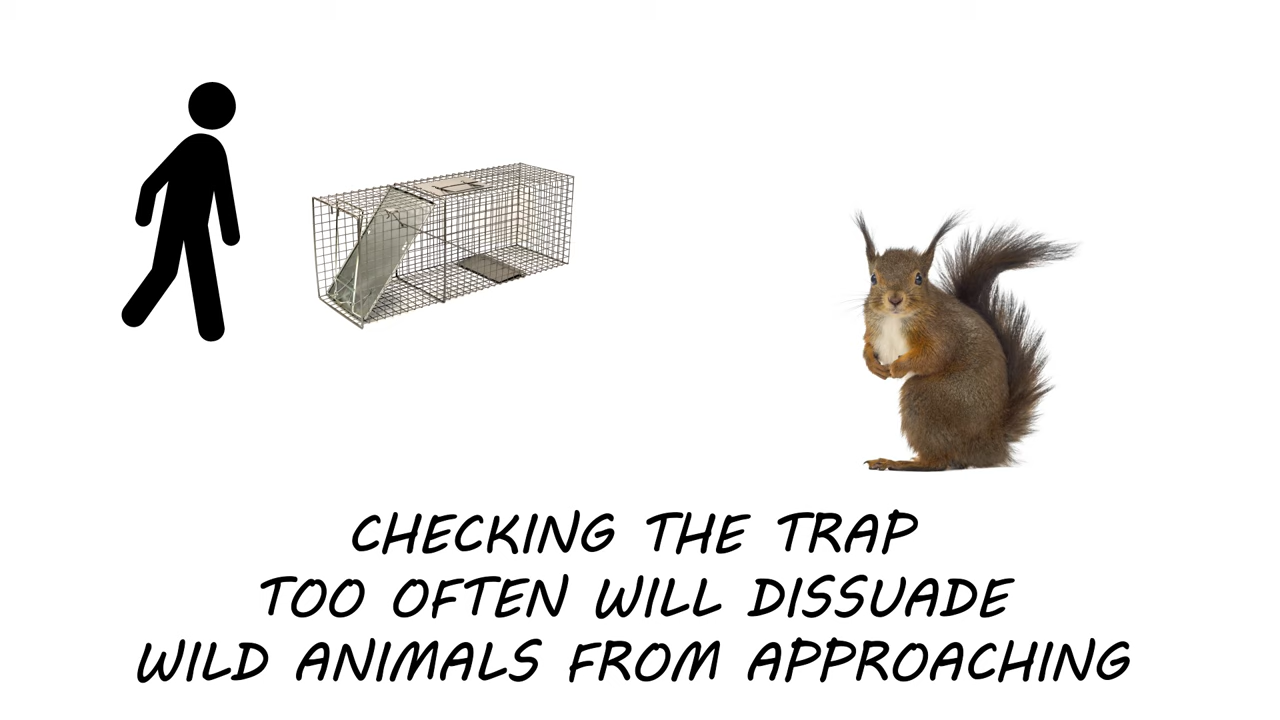 CHECKING THE TRAP
TOO OFTEN WILL DISSUADE
WILD ANIMALS FROM APPROACHING